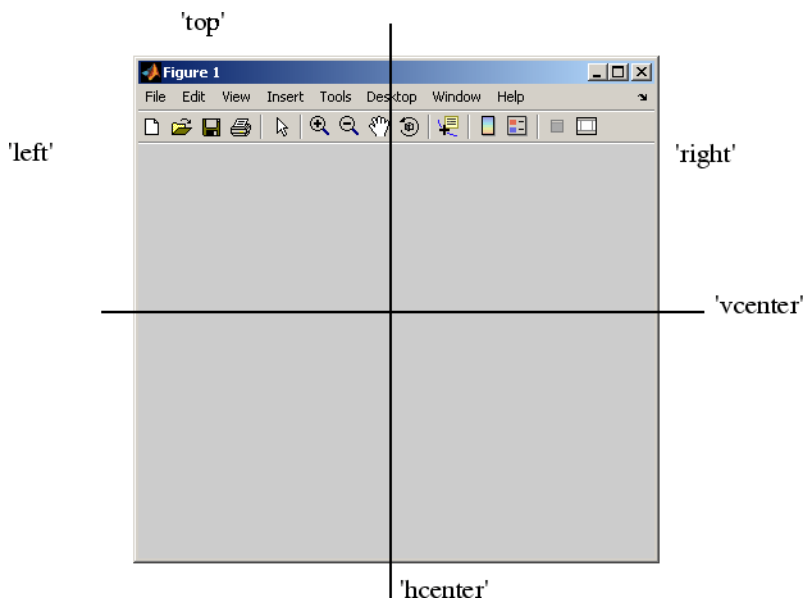 'top'
Figure 1
File Edit View Insert Tools Desktop Window Help
'left'
'right'
'vcenter'
'hcenter'